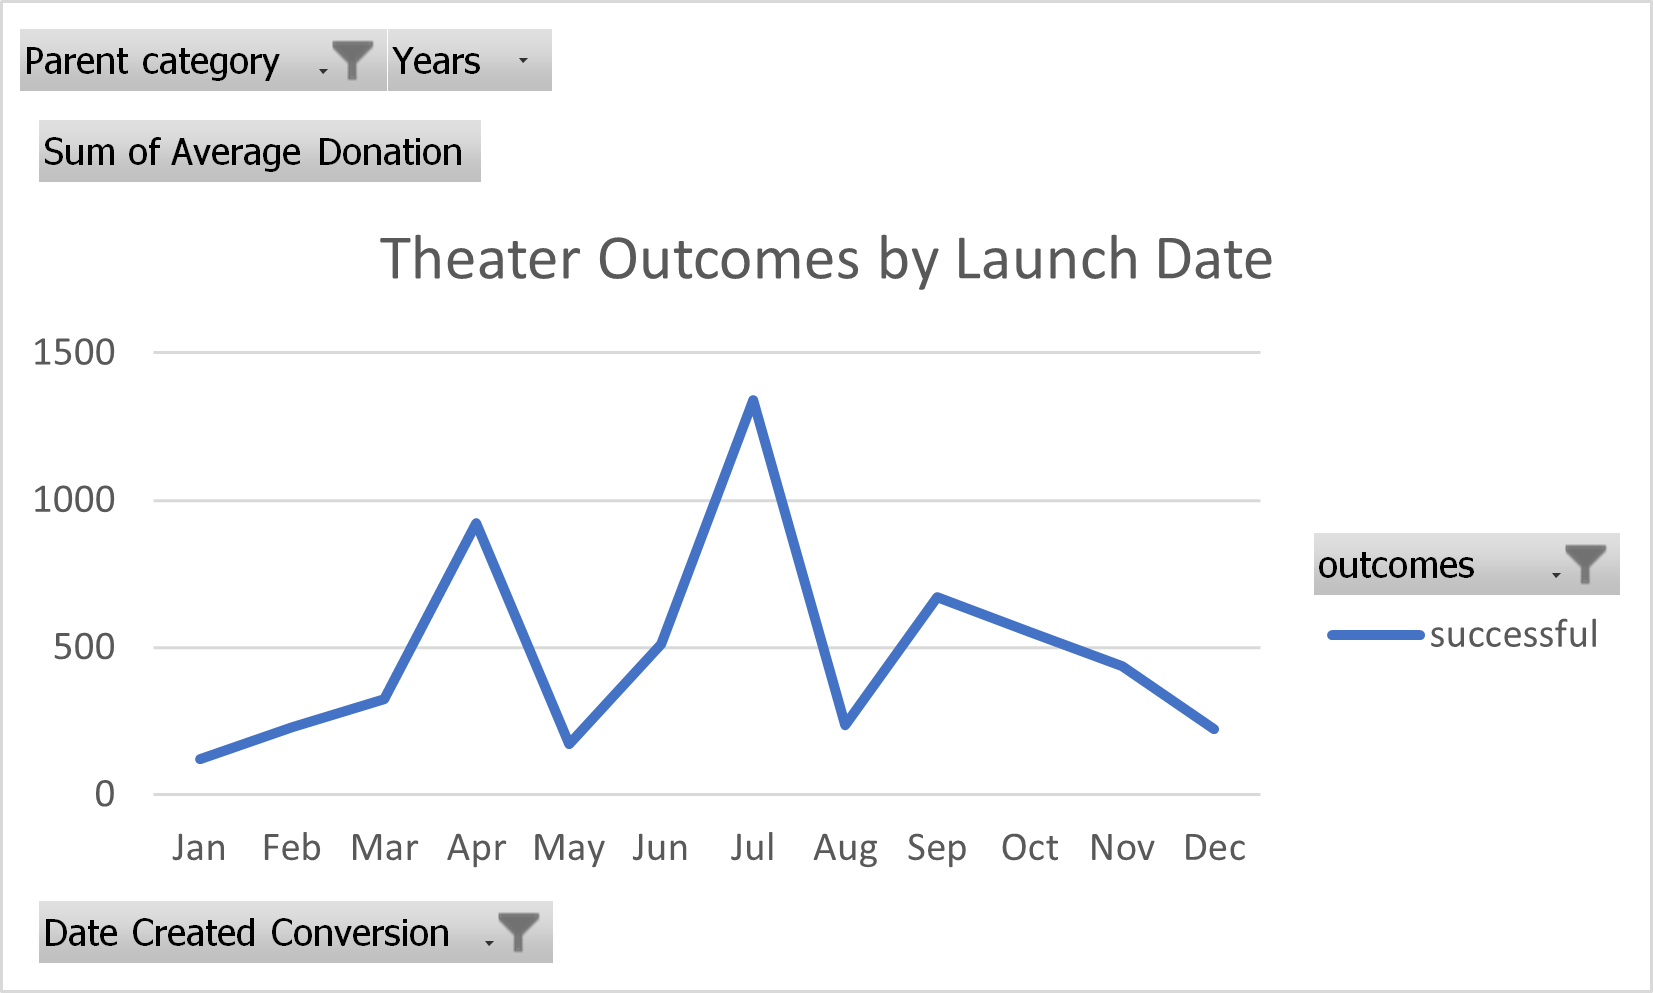 Parent category Years
Sum of Average Donation
Theater Outcomes by Launch Date
1500
1000
500
0
Jan Feb Mar Apr May Jun Jul Aug Sep Oct Nov Dec
outcomes
successful
Date Created Conversion